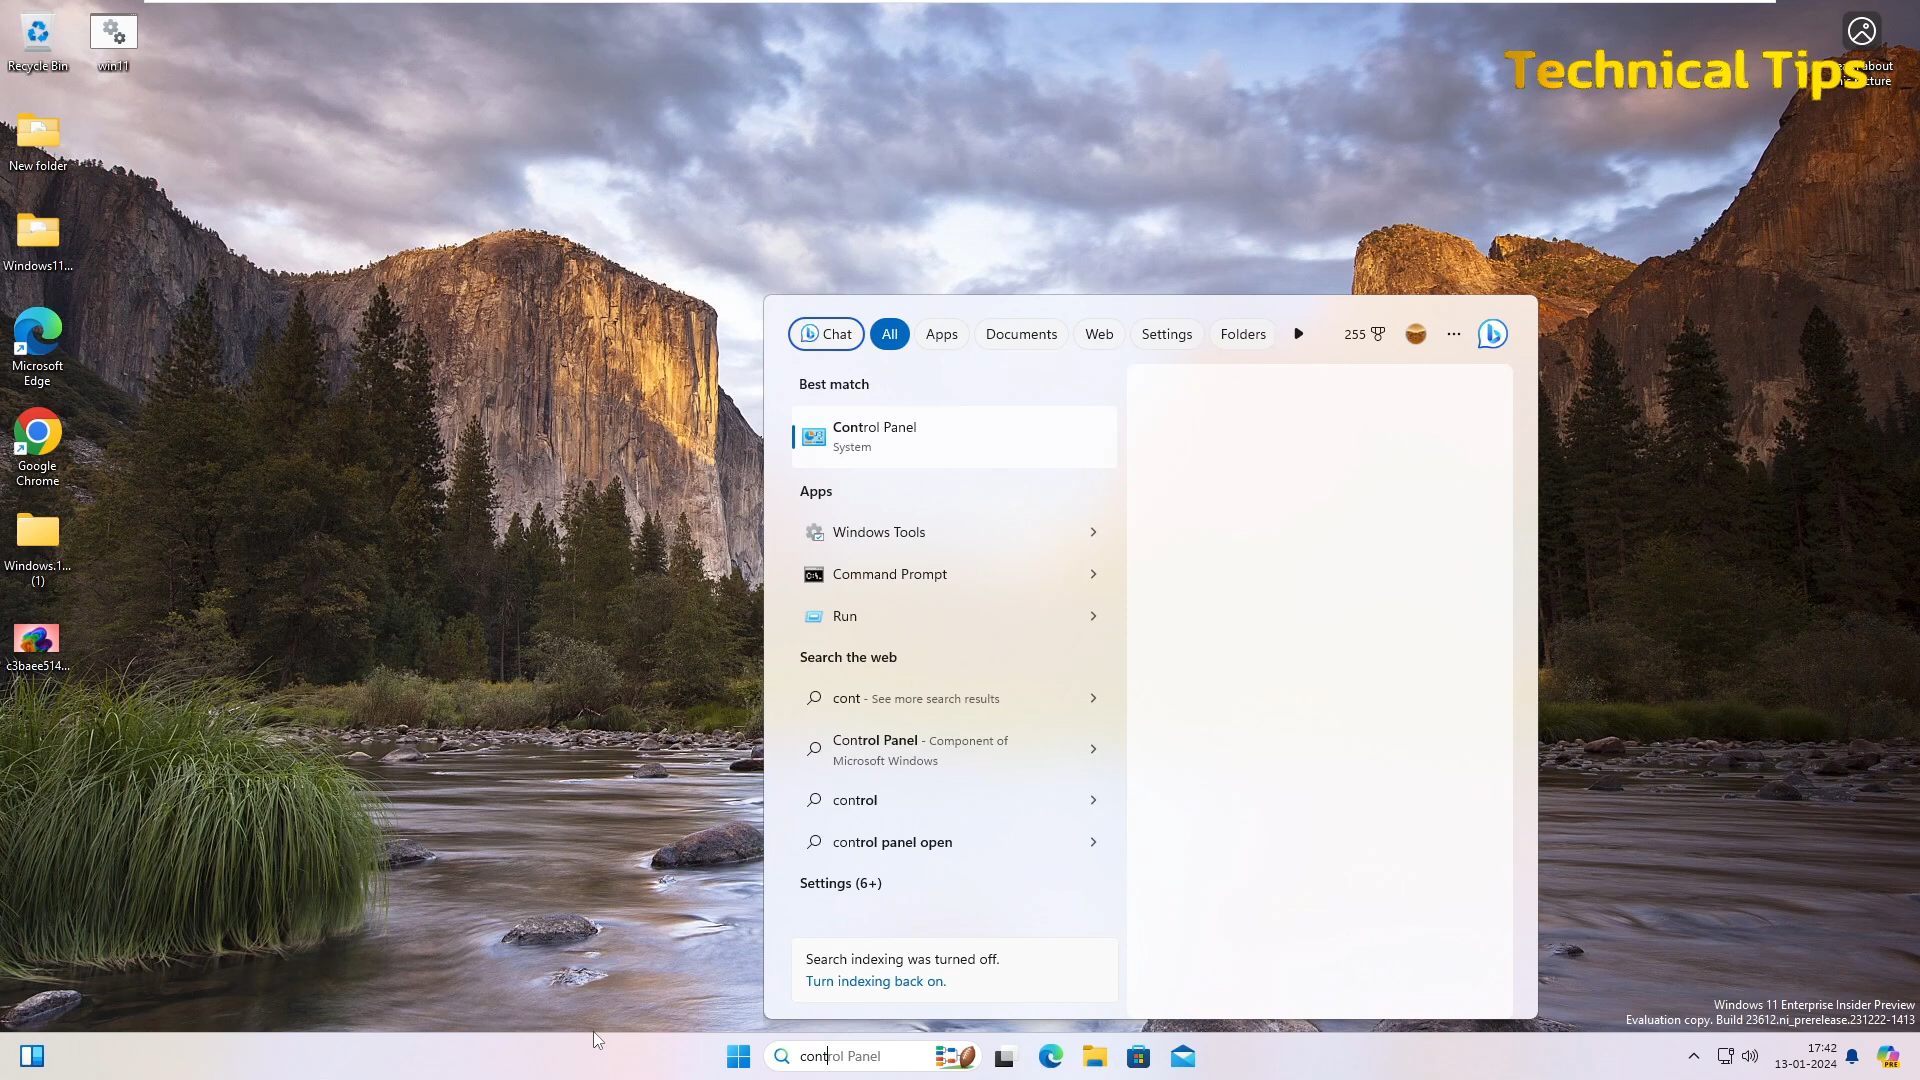 Recycle Bin
win11
New folder
Windows11...
Microsoft
Edge
Google
Chrome
Windows.1...
(1)
c3baee514...
Technical Tips
about
Chat
All
Apps
Documents
Web
Settings
Folders
255
Best match
Control Panel
System
Apps
Windows Tools
Command Prompt
Run
Search the web
cont - See more search results
Control Panel - Component of
Microsoft Windows
control
control panel open
Settings (6+)
Search indexing was turned off.
Turn indexing back on.
Windows 11 Enterprise Insider Preview
Evaluation copy. Build 23612.ni_prerelease.231222-1413
control Panel
17:42
13-01-2024
PRE